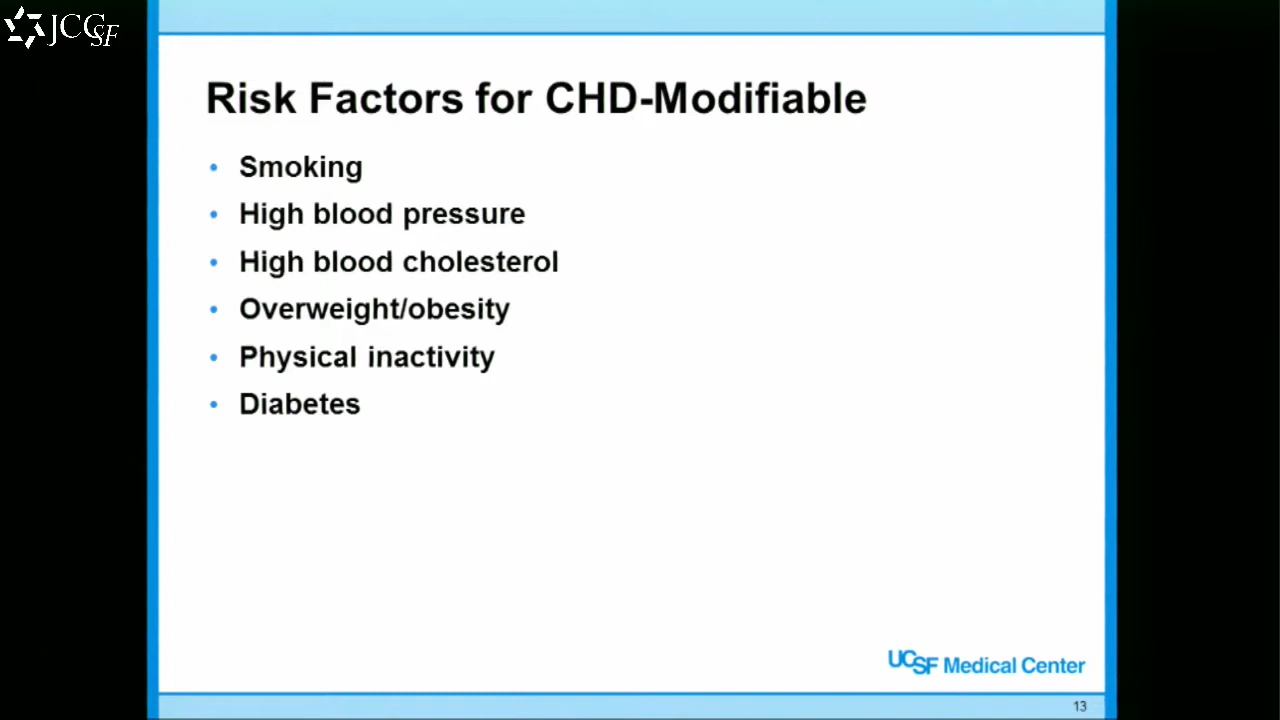 JCCSF
Risk Factors for CHD-Modifiable
• Smoking
• High blood pressure
• High blood cholesterol
• Overweight/obesity
• Physical inactivity
• Diabetes
UCSF Medical Center
13